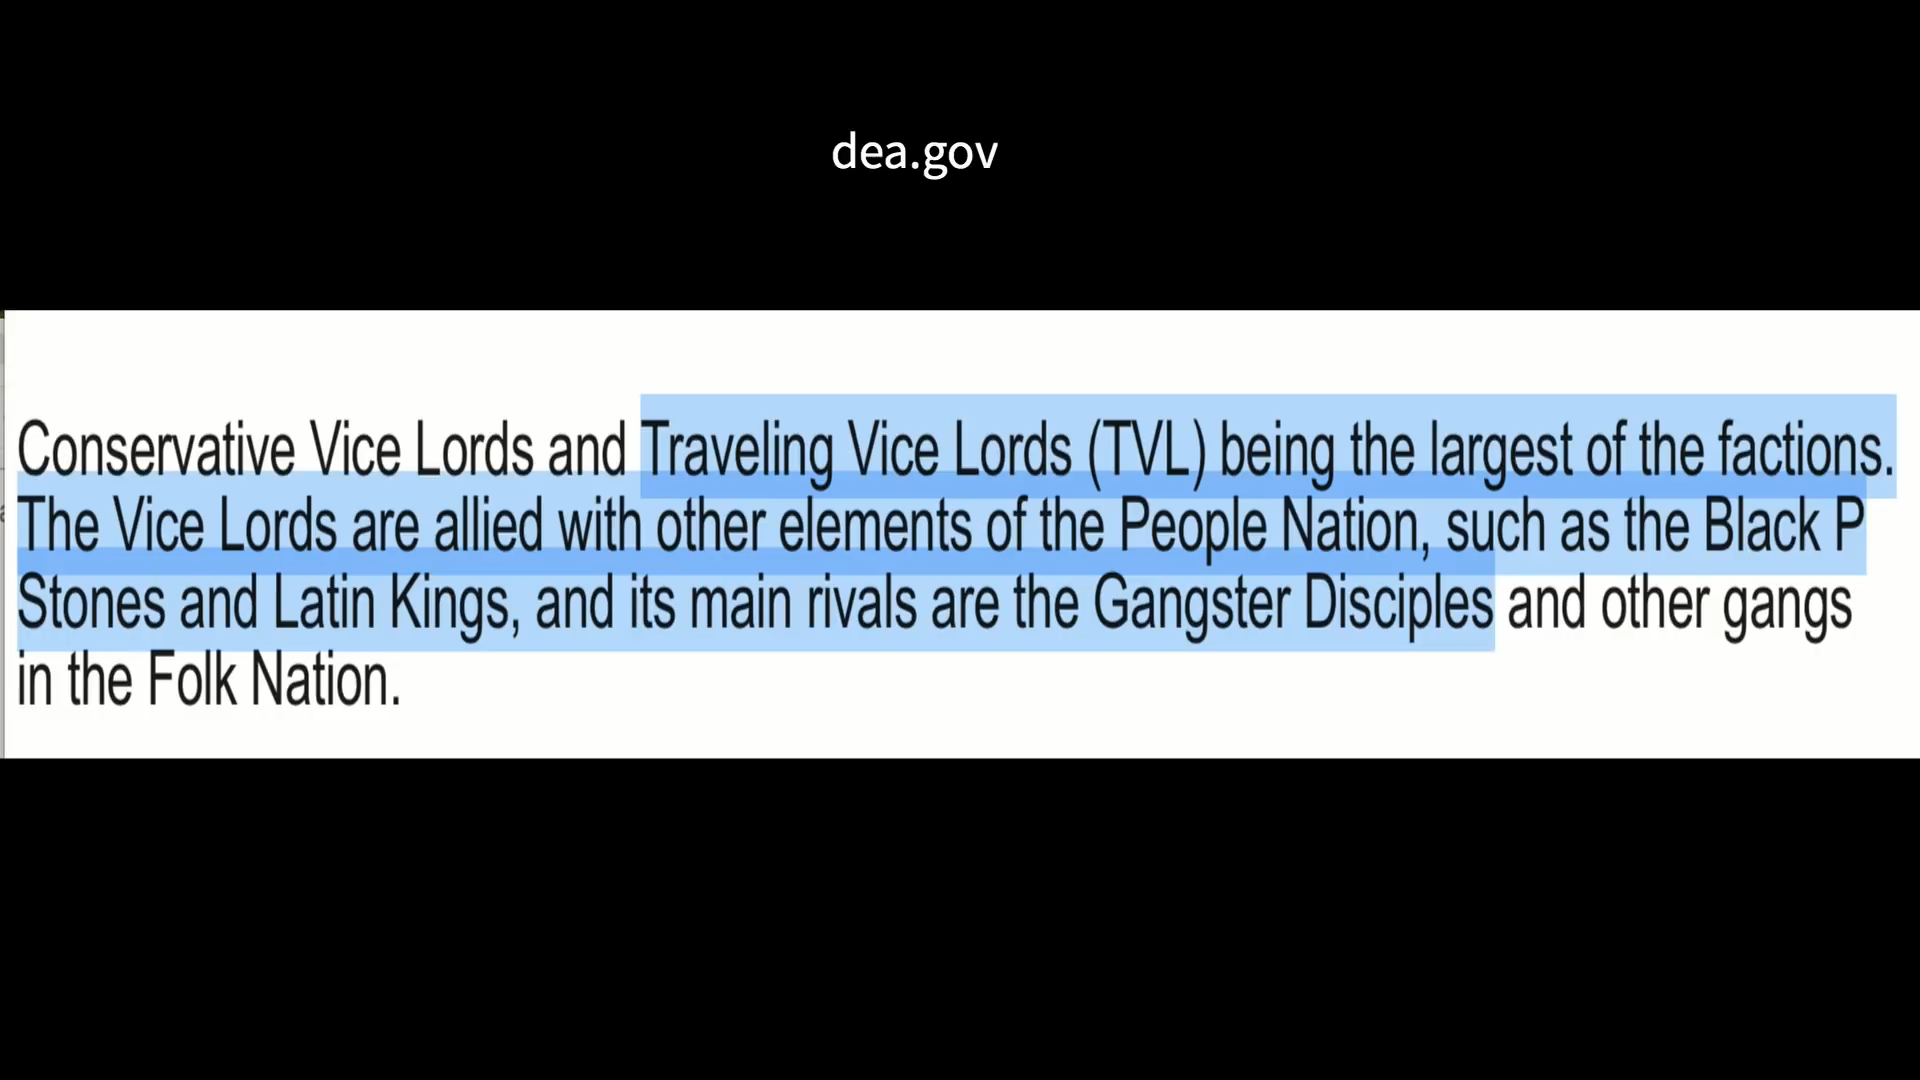 dea.gov
Conservative Vice Lords and Traveling Vice Lords (TVL) being the largest of the factions.
The Vice Lords are allied with other elements of the People Nation, such as the Black P
Stones and Latin Kings, and its main rivals are the Gangster Disciples and other gangs
in the Folk Nation.